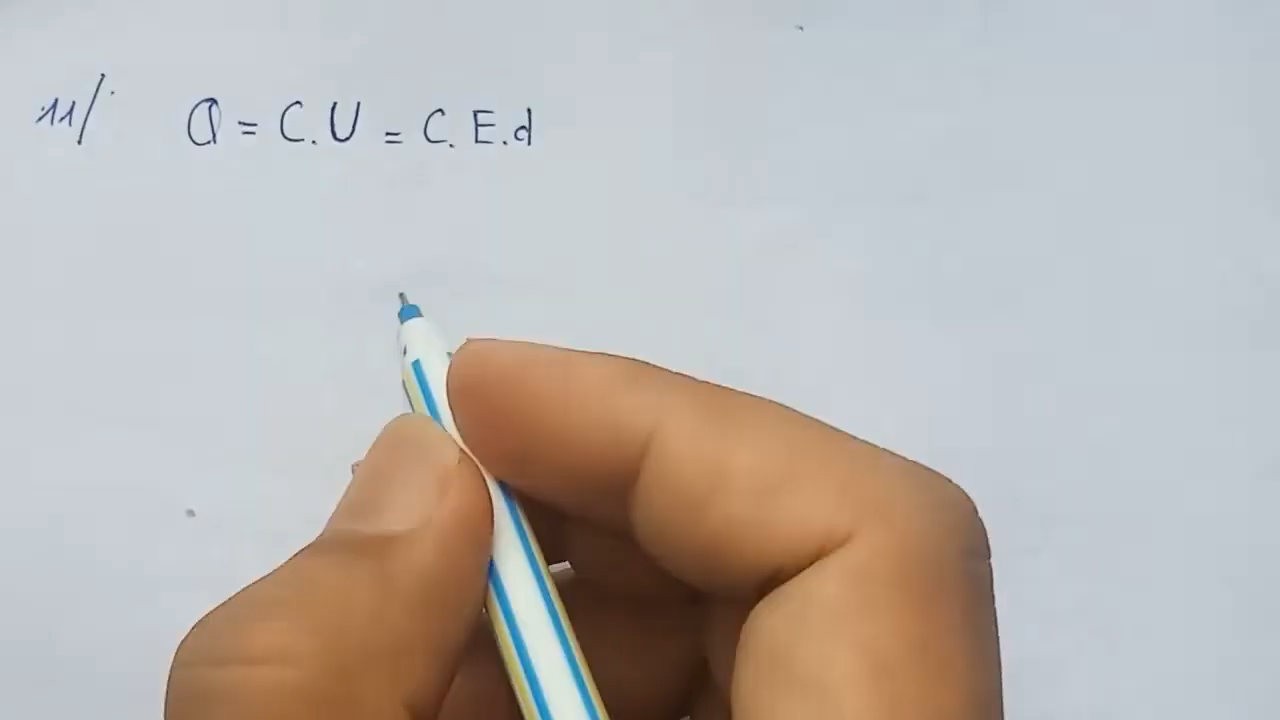 11/ Q = C.U = C.E.d